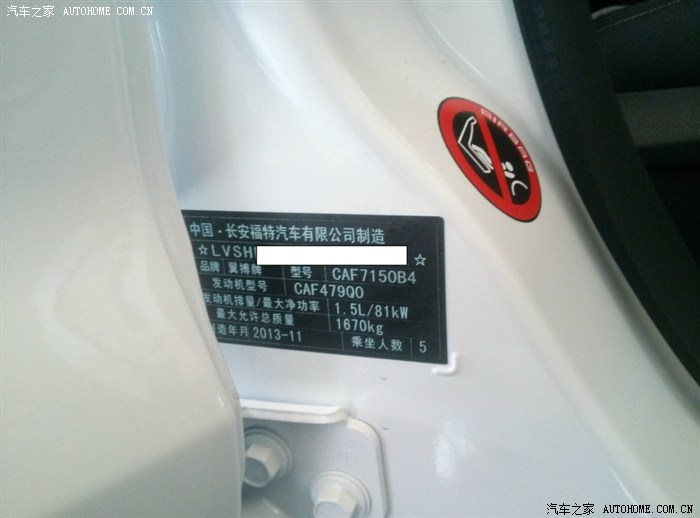 汽车之家 AUTOHOME.COM.CN
AIRBAG
中国·长安福特汽车有限公司制造
☆LVSH
☆
品牌 翼搏牌 型号 CAF7150B4
发动机型号 CAF479Q0
发动机排量/最大净功率 1.5L/81kW
最大允许总质量 1670kg
制造年月 2013-11 乘坐人数 5
汽车之家 AUTOHOME.COM.CN